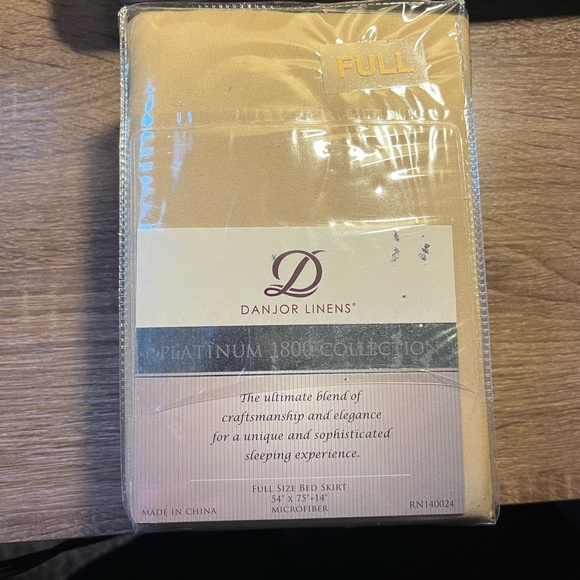 FULL
D
DANJOR LINENS®
PLATINUM 1800 COLLECTION
The ultimate blend of
craftsmanship and elegance
for a unique and sophisticated
sleeping experience.
FULL SIZE BED SKIRT
54" X 75"+14"
MADE IN CHINA MICROFIBER RN140024